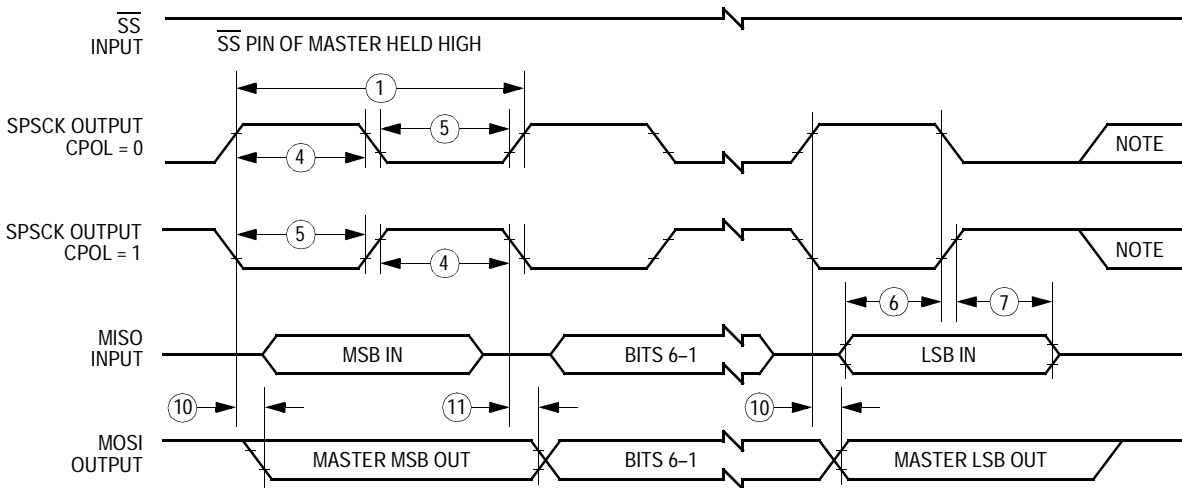 SS
INPUT
SS PIN OF MASTER HELD HIGH
1
SPSCK OUTPUT
CPOL = 0
5
4
NOTE
SPSCK OUTPUT
CPOL = 1
5
4
NOTE
6
7
MISO
INPUT
MSB IN
BITS 6–1
LSB IN
10
11
10
MOSI
OUTPUT
MASTER MSB OUT
BITS 6–1
MASTER LSB OUT